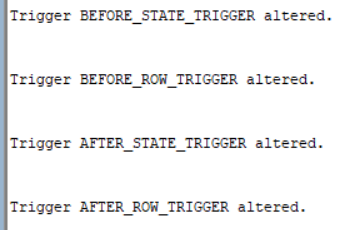 Trigger BEFORE_STATE_TRIGGER altered.
Trigger BEFORE_ROW_TRIGGER altered.
Trigger AFTER_STATE_TRIGGER altered.
Trigger AFTER_ROW_TRIGGER altered.